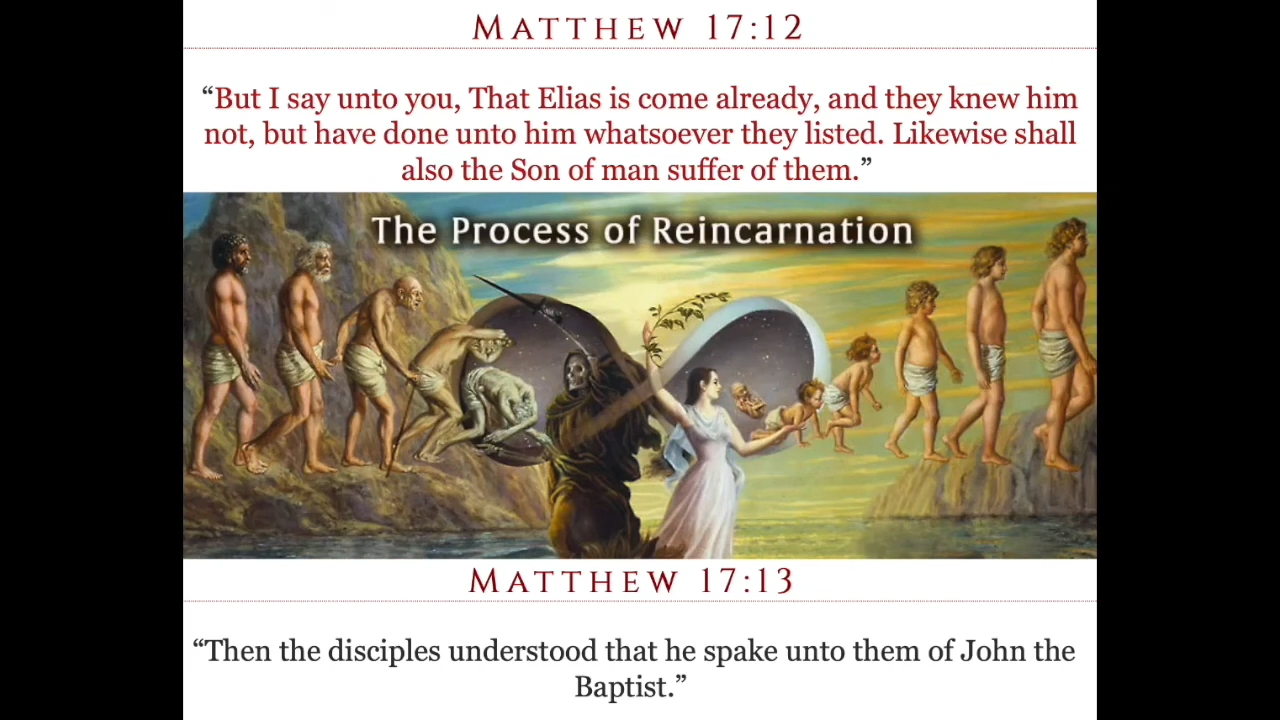 MATTHEW 17:12
“But I say unto you, That Elias is come already, and they knew him
not, but have done unto him whatsoever they listed. Likewise shall
also the Son of man suffer of them.”
The Process of Reincarnation
MATTHEW 17:13
“Then the disciples understood that he spake unto them of John the
Baptist.”